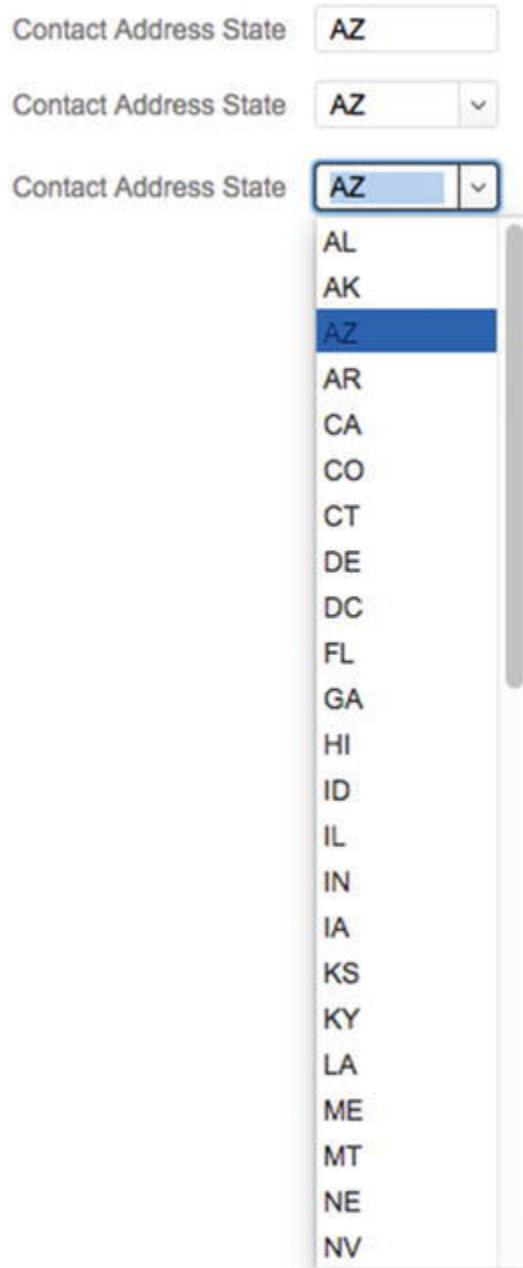 Contact Address State AZ
Contact Address State AZ
Contact Address State AZ
AL
AK
AZ
AR
CA
CO
CT
DE
DC
FL
GA
HI
ID
IL
IN
IA
KS
KY
LA
ME
MT
NE
NV